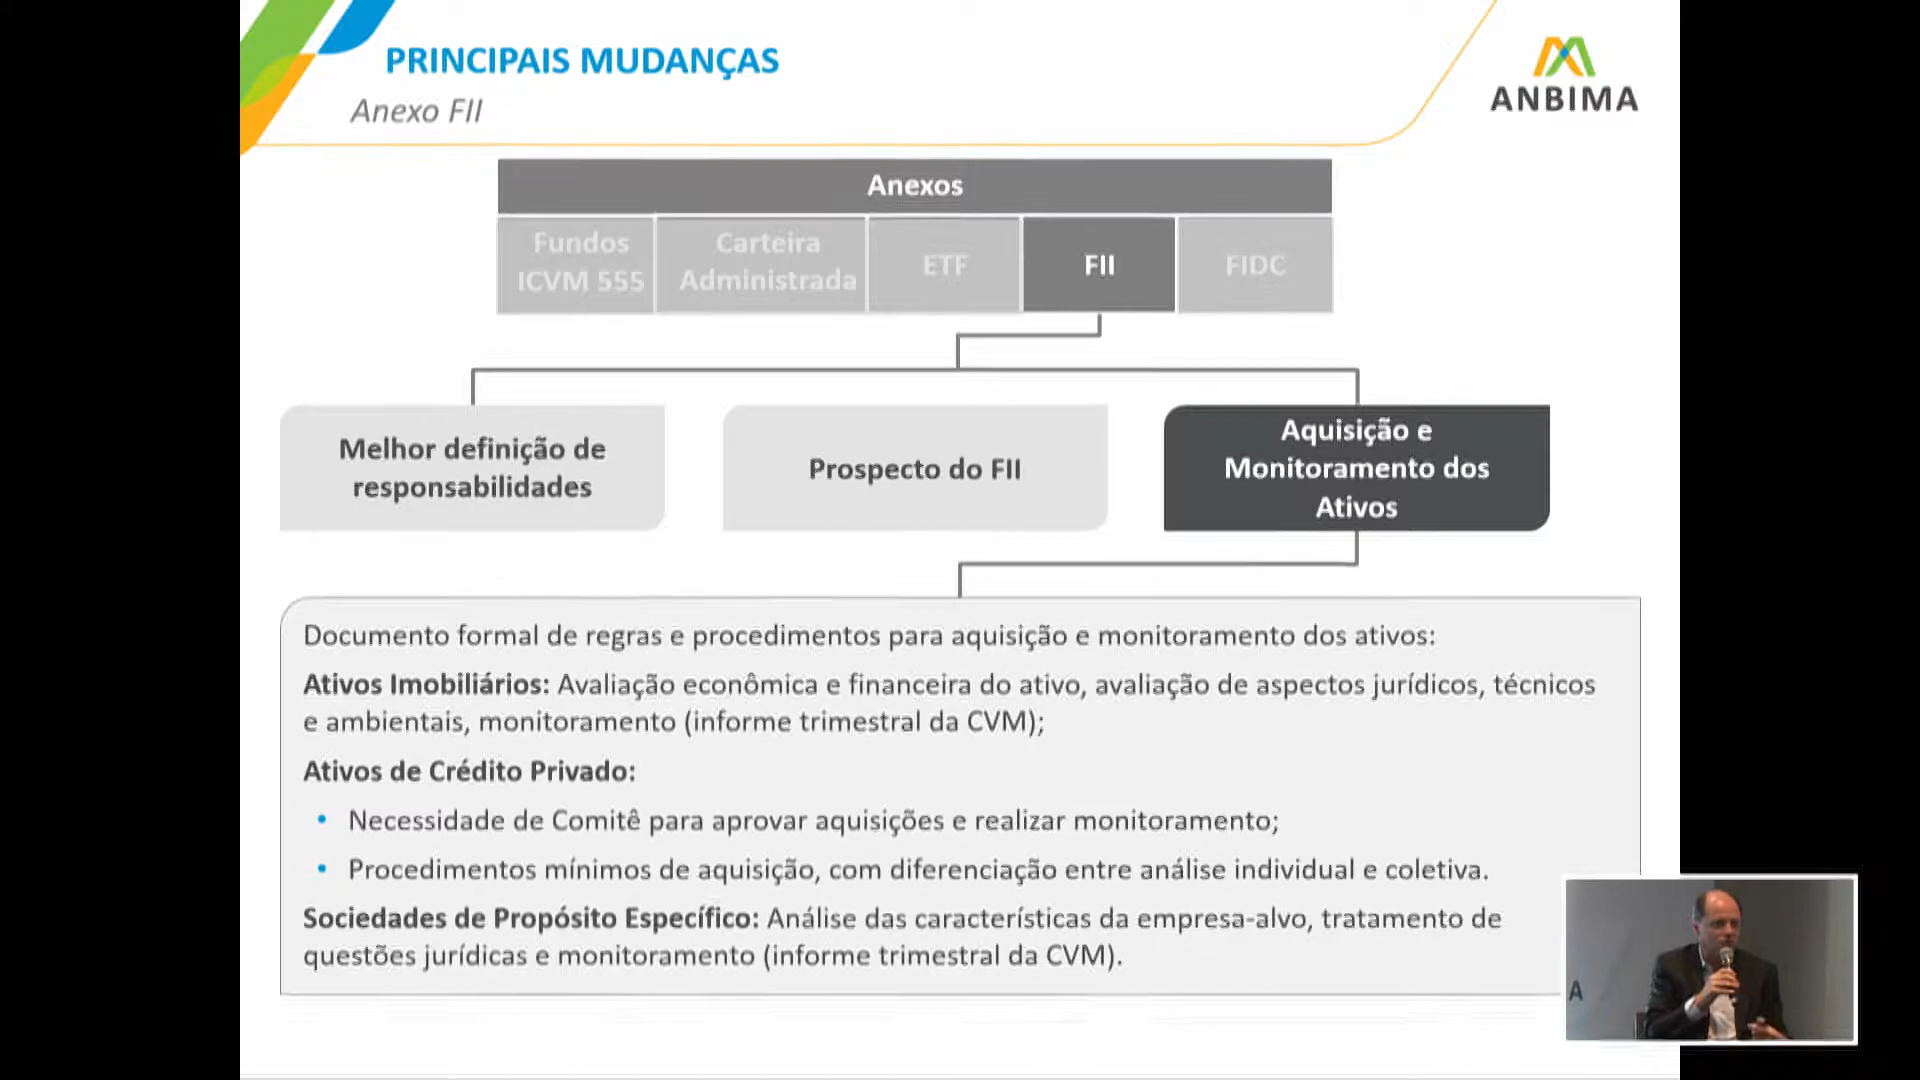 PRINCIPAIS MUDANÇAS
Anexo FII
ANBIMA
Anexos
Fundos
ICVM 555
Carteira
Administrada
ETF
FII
FIDC
Melhor definição de
responsabilidades
Prospecto do FII
Aquisição e
Monitoramento dos
Ativos
Documento formal de regras e procedimentos para aquisição e monitoramento dos ativos:
Ativos Imobiliários: Avaliação econômica e financeira do ativo, avaliação de aspectos jurídicos, técnicos
e ambientais, monitoramento (informe trimestral da CVM);
Ativos de Crédito Privado:
• Necessidade de Comitê para aprovar aquisições e realizar monitoramento;
• Procedimentos mínimos de aquisição, com diferenciação entre análise individual e coletiva.
Sociedades de Propósito Específico: Análise das características da empresa-alvo, tratamento de
questões jurídicas e monitoramento (informe trimestral da CVM).
A